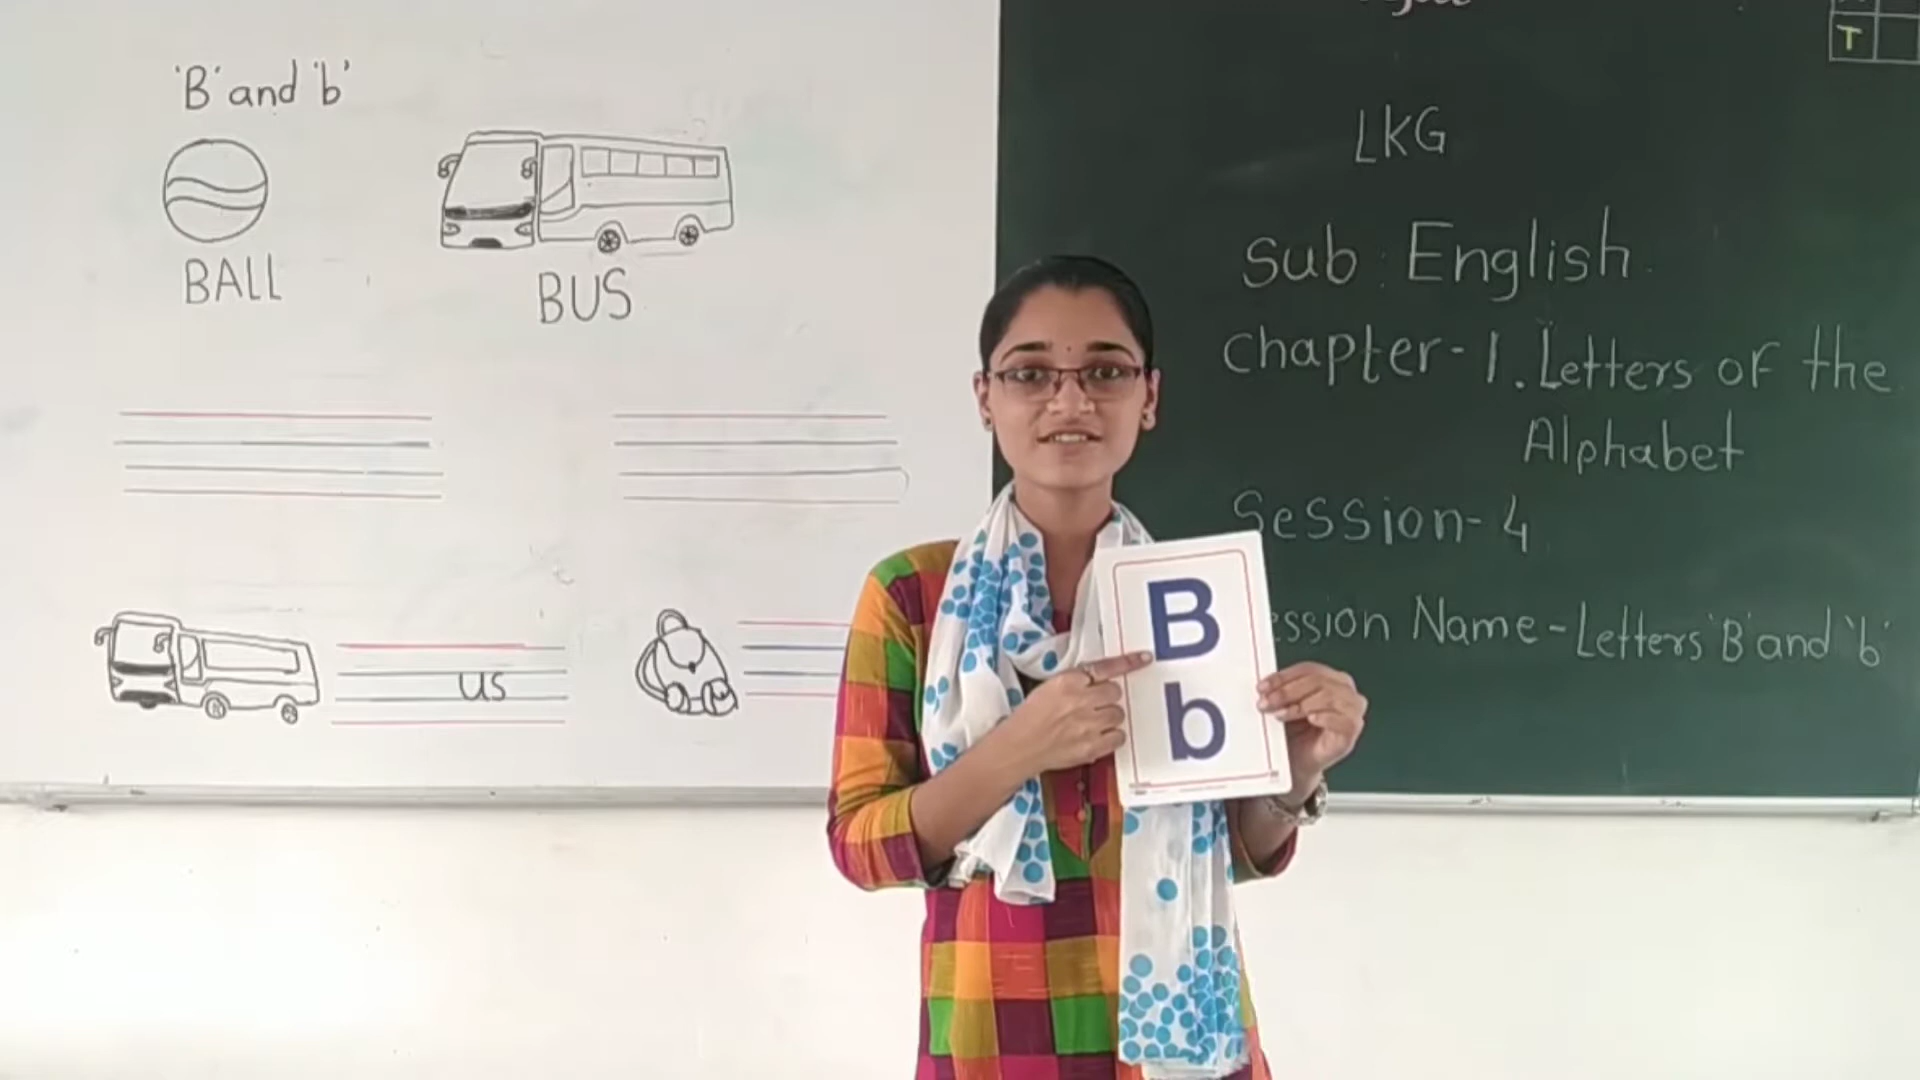 'B' and 'b'
BALL
BUS
us
T
LKG
Sub : English
Chapter - 1. Letters of the
Alphabet
Session - 4
ession Name - Letters 'B' and 'b'
B
b